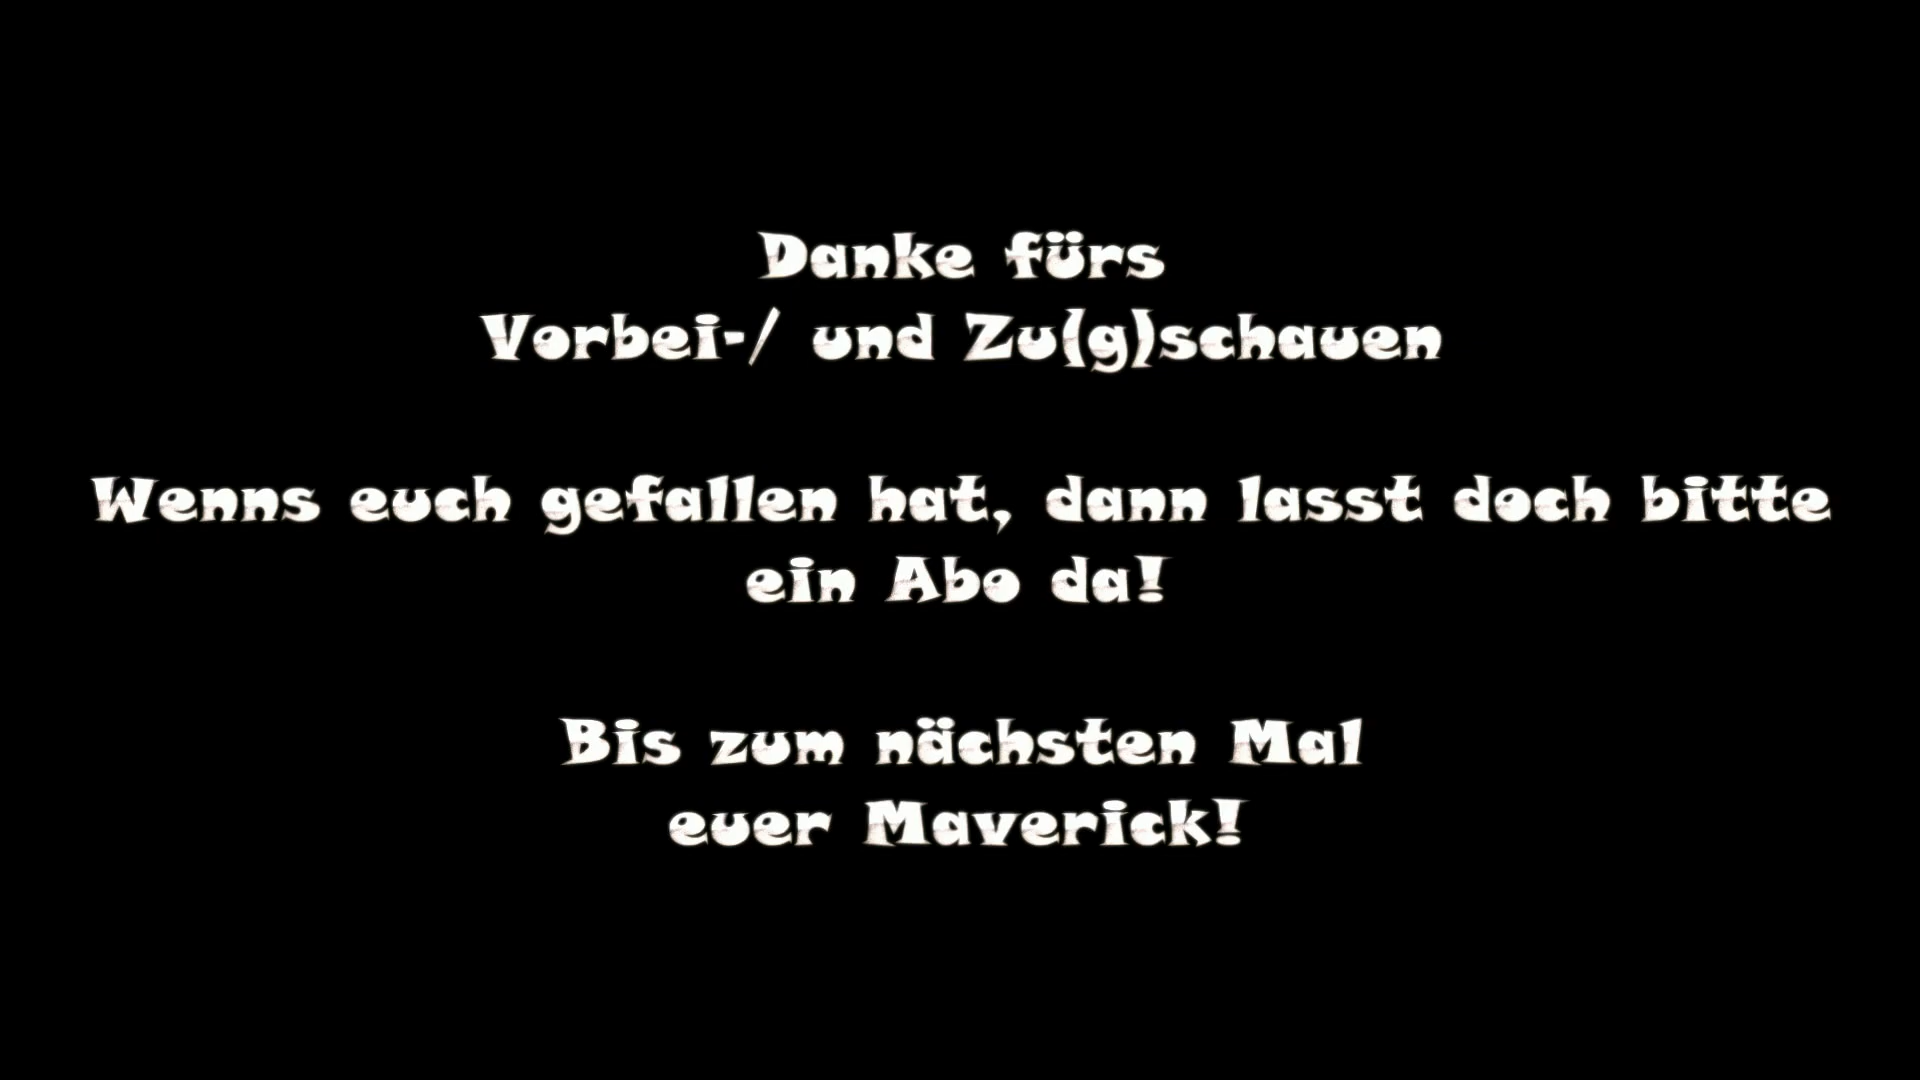 Danke fürs
Vorbei-/ und Zu(g)schauen
Wenns euch gefallen hat, dann lasst doch bitte
ein Abo da!
Bis zum nächsten Mal
euer Maverick!